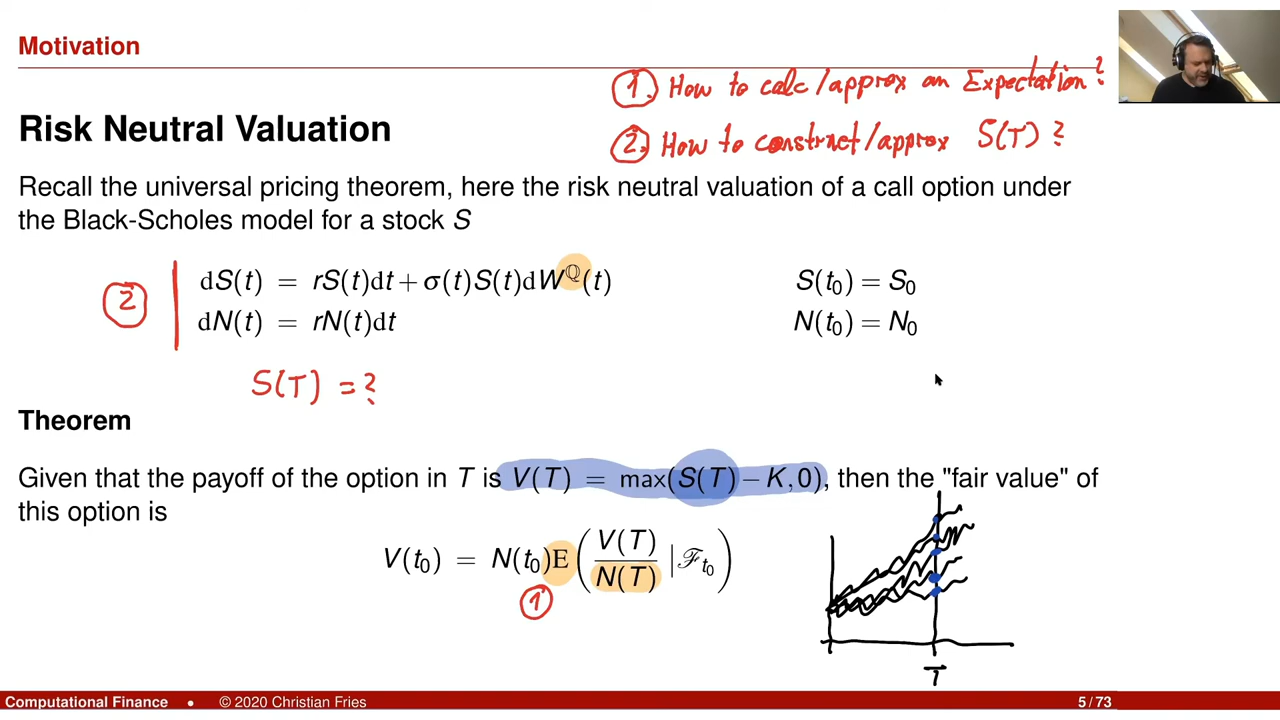 Motivation
① How to calc/approx an Expectation?
Risk Neutral Valuation
② How to construct/approx S(T)?
Recall the universal pricing theorem, here the risk neutral valuation of a call option under
the Black-Scholes model for a stock S
② dS(t) = rS(t)dt + σ(t)S(t)dW^ℚ(t) S(t₀) = S₀
dN(t) = rN(t)dt N(t₀) = N₀
S(T) = ?
Theorem
Given that the payoff of the option in T is V(T) = max(S(T) − K, 0), then the "fair value" of
this option is
V(t₀) = N(t₀)E( V(T)/N(T) | ℱ_t₀ )
①
T
Computational Finance • © 2020 Christian Fries 5 / 73